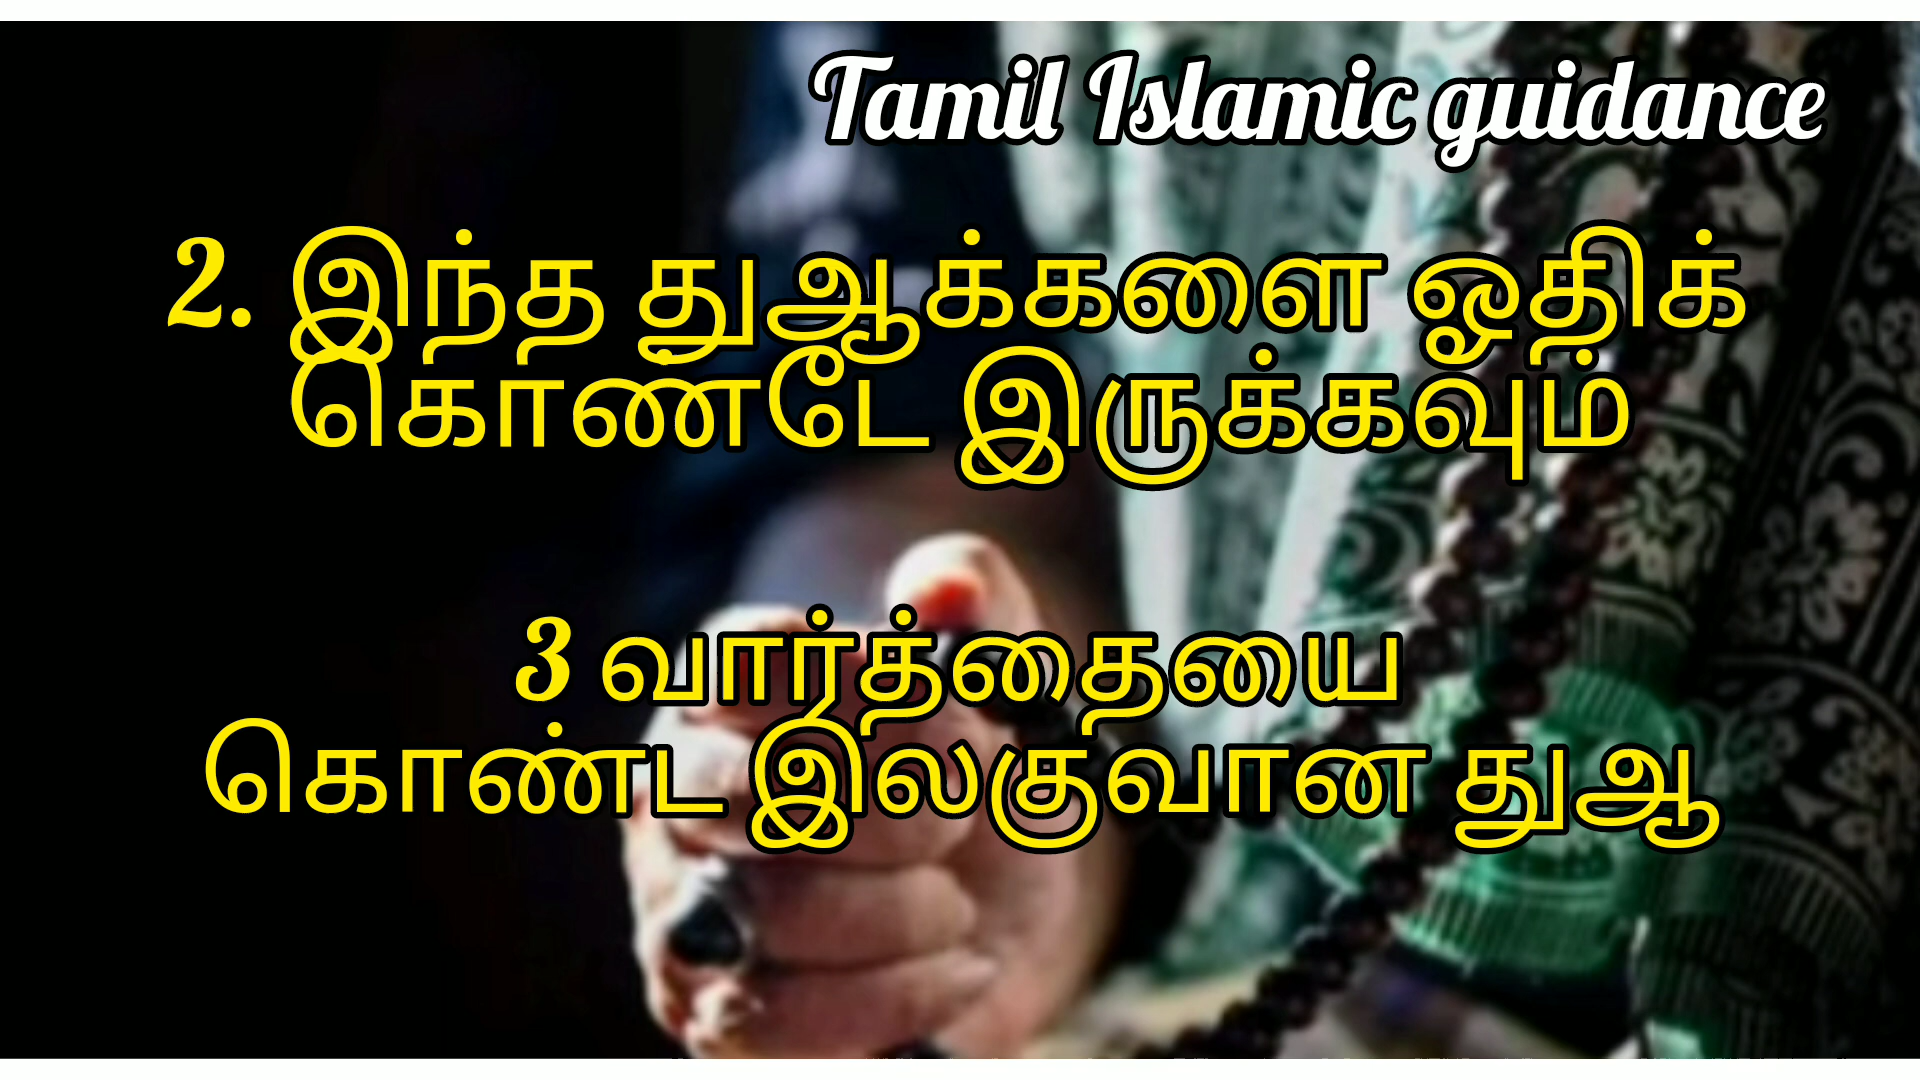 Tamil Islamic guidance
2. இந்த துஆக்களை ஓதிக்
கொண்டே இருக்கவும்
3 வார்த்தையை
கொண்ட இலகுவான துஆ